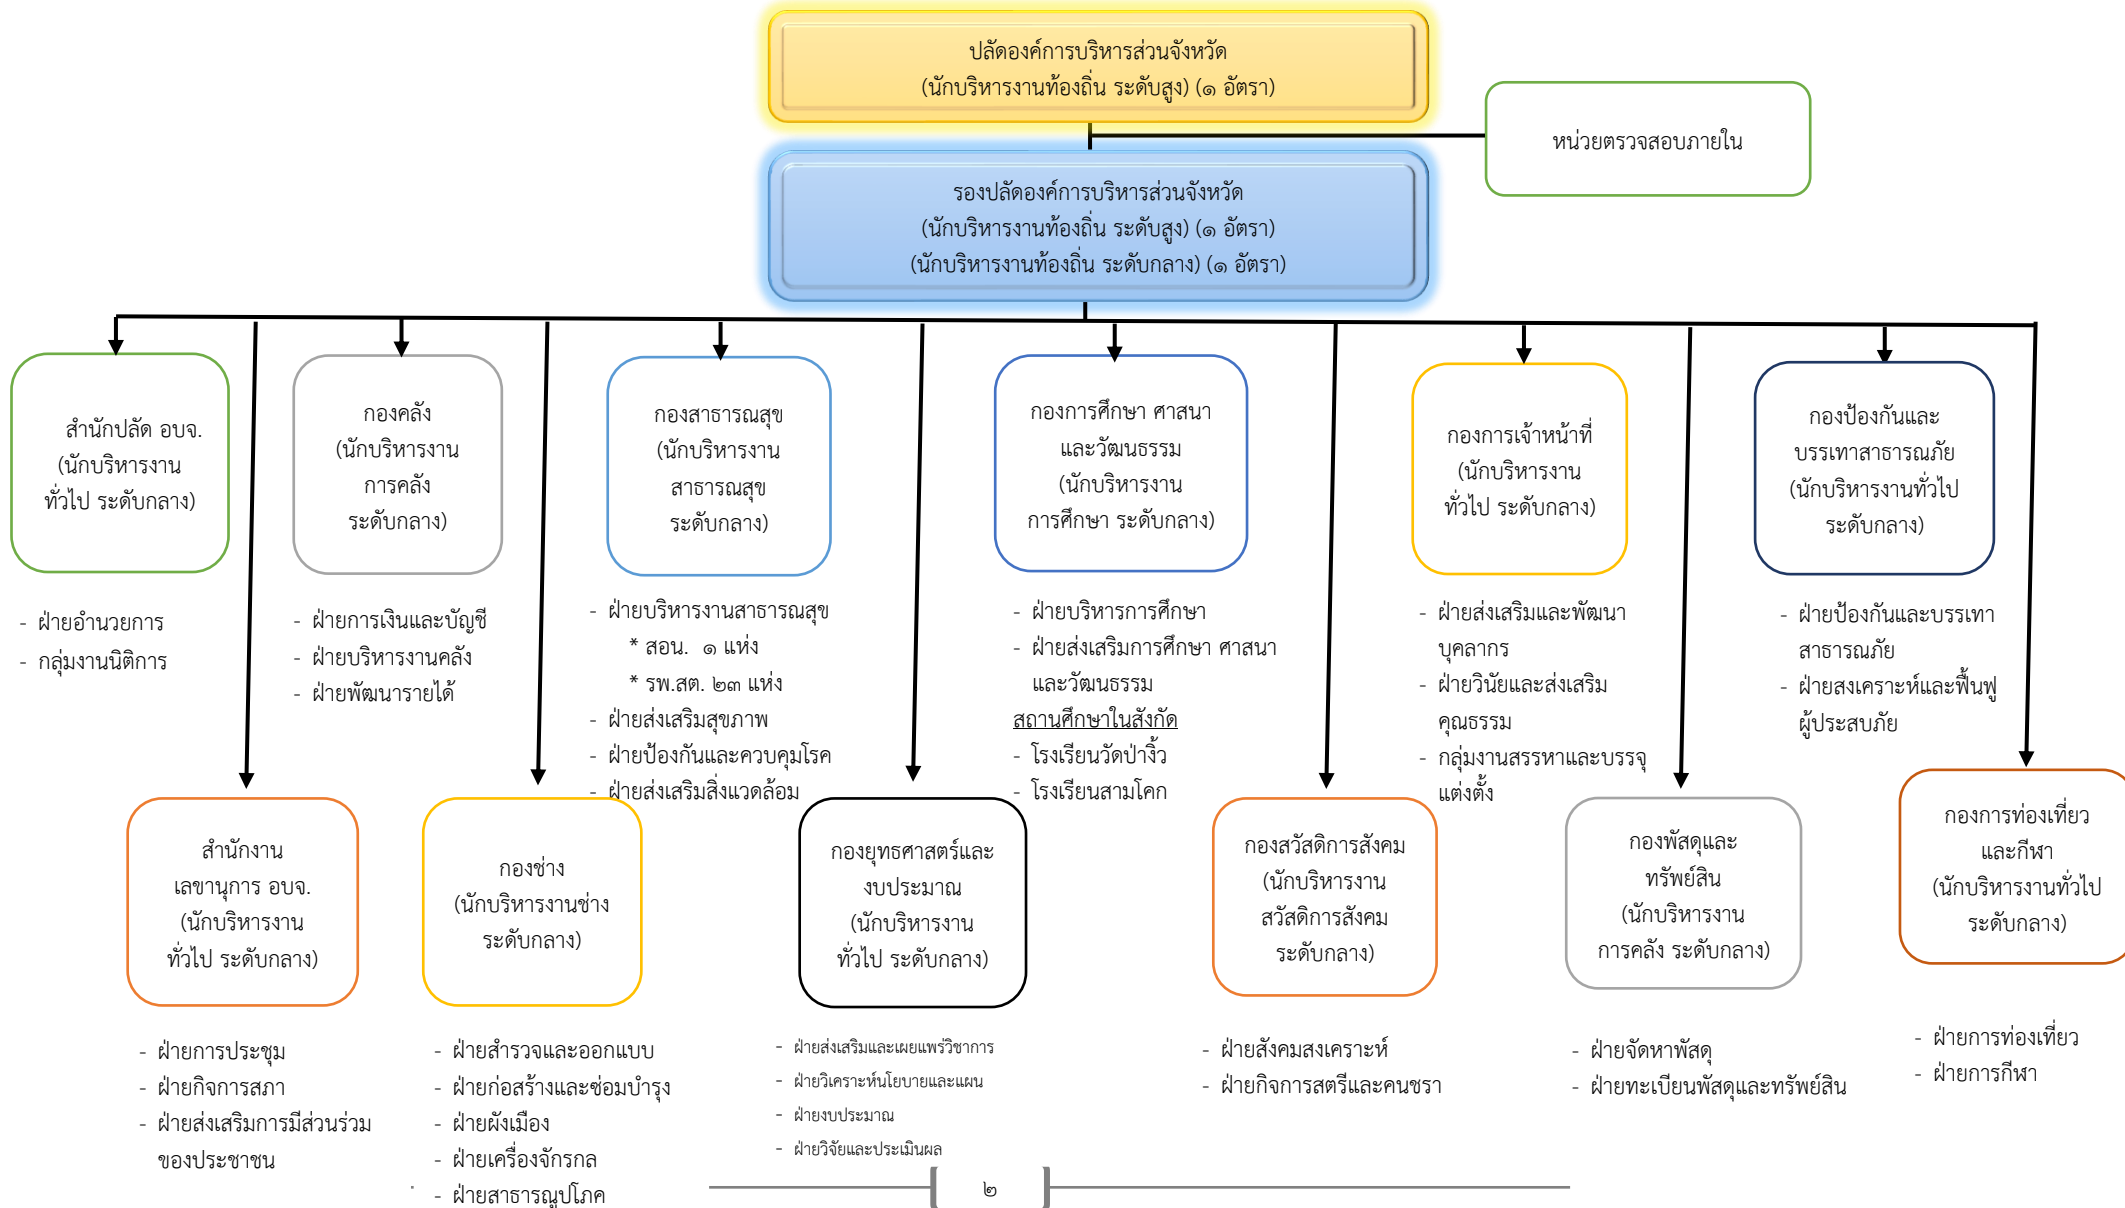 ปลัดองค์การบริหารส่วนจังหวัด
(นักบริหารงานท้องถิ่น ระดับสูง) (๑ อัตรา)
หน่วยตรวจสอบภายใน
รองปลัดองค์การบริหารส่วนจังหวัด
(นักบริหารงานท้องถิ่น ระดับสูง) (๑ อัตรา)
(นักบริหารงานท้องถิ่น ระดับกลาง) (๑ อัตรา)
สำนักปลัด อบจ.
(นักบริหารงาน
ทั่วไป ระดับกลาง)
- ฝ่ายอำนวยการ
- กลุ่มงานนิติการ
กองคลัง
(นักบริหารงาน
การคลัง
ระดับกลาง)
- ฝ่ายการเงินและบัญชี
- ฝ่ายบริหารงานคลัง
- ฝ่ายพัฒนารายได้
กองสาธารณสุข
(นักบริหารงาน
สาธารณสุข
ระดับกลาง)
- ฝ่ายบริหารงานสาธารณสุข
* สอน. ๑ แห่ง
* รพ.สต. ๒๓ แห่ง
- ฝ่ายส่งเสริมสุขภาพ
- ฝ่ายป้องกันและควบคุมโรค
- ฝ่ายส่งเสริมสิ่งแวดล้อม
กองการศึกษา ศาสนา
และวัฒนธรรม
(นักบริหารงาน
การศึกษา ระดับกลาง)
- ฝ่ายบริหารการศึกษา
- ฝ่ายส่งเสริมการศึกษา ศาสนา
และวัฒนธรรม
สถานศึกษาในสังกัด
- โรงเรียนวัดป่างิ้ว
- โรงเรียนสามโคก
กองการเจ้าหน้าที่
(นักบริหารงาน
ทั่วไป ระดับกลาง)
- ฝ่ายส่งเสริมและพัฒนา
บุคลากร
- ฝ่ายวินัยและส่งเสริม
คุณธรรม
- กลุ่มงานสรรหาและบรรจุ
แต่งตั้ง
กองป้องกันและ
บรรเทาสาธารณภัย
(นักบริหารงานทั่วไป
ระดับกลาง)
- ฝ่ายป้องกันและบรรเทา
สาธารณภัย
- ฝ่ายสงเคราะห์และฟื้นฟู
ผู้ประสบภัย
สำนักงาน
เลขานุการ อบจ.
(นักบริหารงาน
ทั่วไป ระดับกลาง)
- ฝ่ายการประชุม
- ฝ่ายกิจการสภา
- ฝ่ายส่งเสริมการมีส่วนร่วม
ของประชาชน
กองช่าง
(นักบริหารงานช่าง
ระดับกลาง)
- ฝ่ายสำรวจและออกแบบ
- ฝ่ายก่อสร้างและซ่อมบำรุง
- ฝ่ายผังเมือง
- ฝ่ายเครื่องจักรกล
- ฝ่ายสาธารณูปโภค
กองยุทธศาสตร์และ
งบประมาณ
(นักบริหารงาน
ทั่วไป ระดับกลาง)
- ฝ่ายส่งเสริมและเผยแพร่วิชาการ
- ฝ่ายวิเคราะห์นโยบายและแผน
- ฝ่ายงบประมาณ
- ฝ่ายวิจัยและประเมินผล
กองสวัสดิการสังคม
(นักบริหารงาน
สวัสดิการสังคม
ระดับกลาง)
- ฝ่ายสังคมสงเคราะห์
- ฝ่ายกิจการสตรีและคนชรา
กองพัสดุและ
ทรัพย์สิน
(นักบริหารงาน
การคลัง ระดับกลาง)
- ฝ่ายจัดหาพัสดุ
- ฝ่ายทะเบียนพัสดุและทรัพย์สิน
กองการท่องเที่ยว
และกีฬา
(นักบริหารงานทั่วไป
ระดับกลาง)
- ฝ่ายการท่องเที่ยว
- ฝ่ายการกีฬา
๒